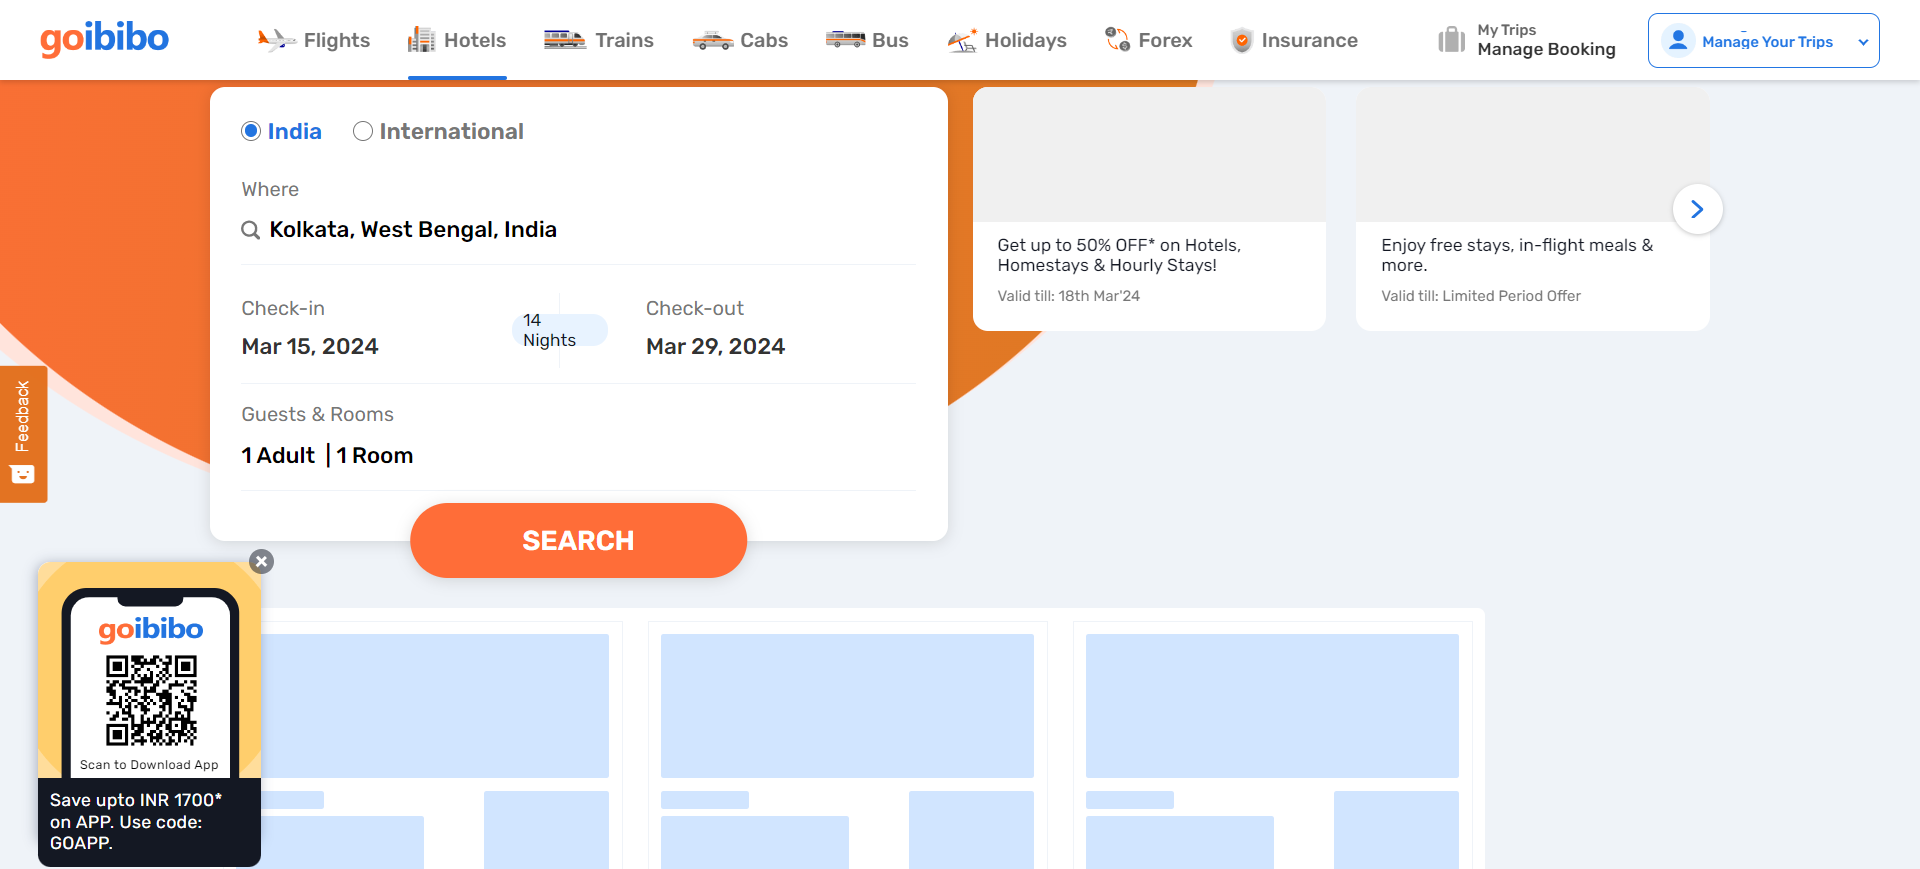 goibibo
Flights
Hotels
Trains
Cabs
Bus
Holidays
Forex
Insurance
My Trips
Manage Booking
Manage Your Trips
India
International
Where
Kolkata, West Bengal, India
Check-in
Mar 15, 2024
14
Nights
Check-out
Mar 29, 2024
Guests & Rooms
1 Adult | 1 Room
SEARCH
Get up to 50% OFF* on Hotels,
Homestays & Hourly Stays!
Valid till: 18th Mar'24
Enjoy free stays, in-flight meals &
more.
Valid till: Limited Period Offer
Feedback
goibibo
Scan to Download App
Save upto INR 1700*
on APP. Use code:
GOAPP.